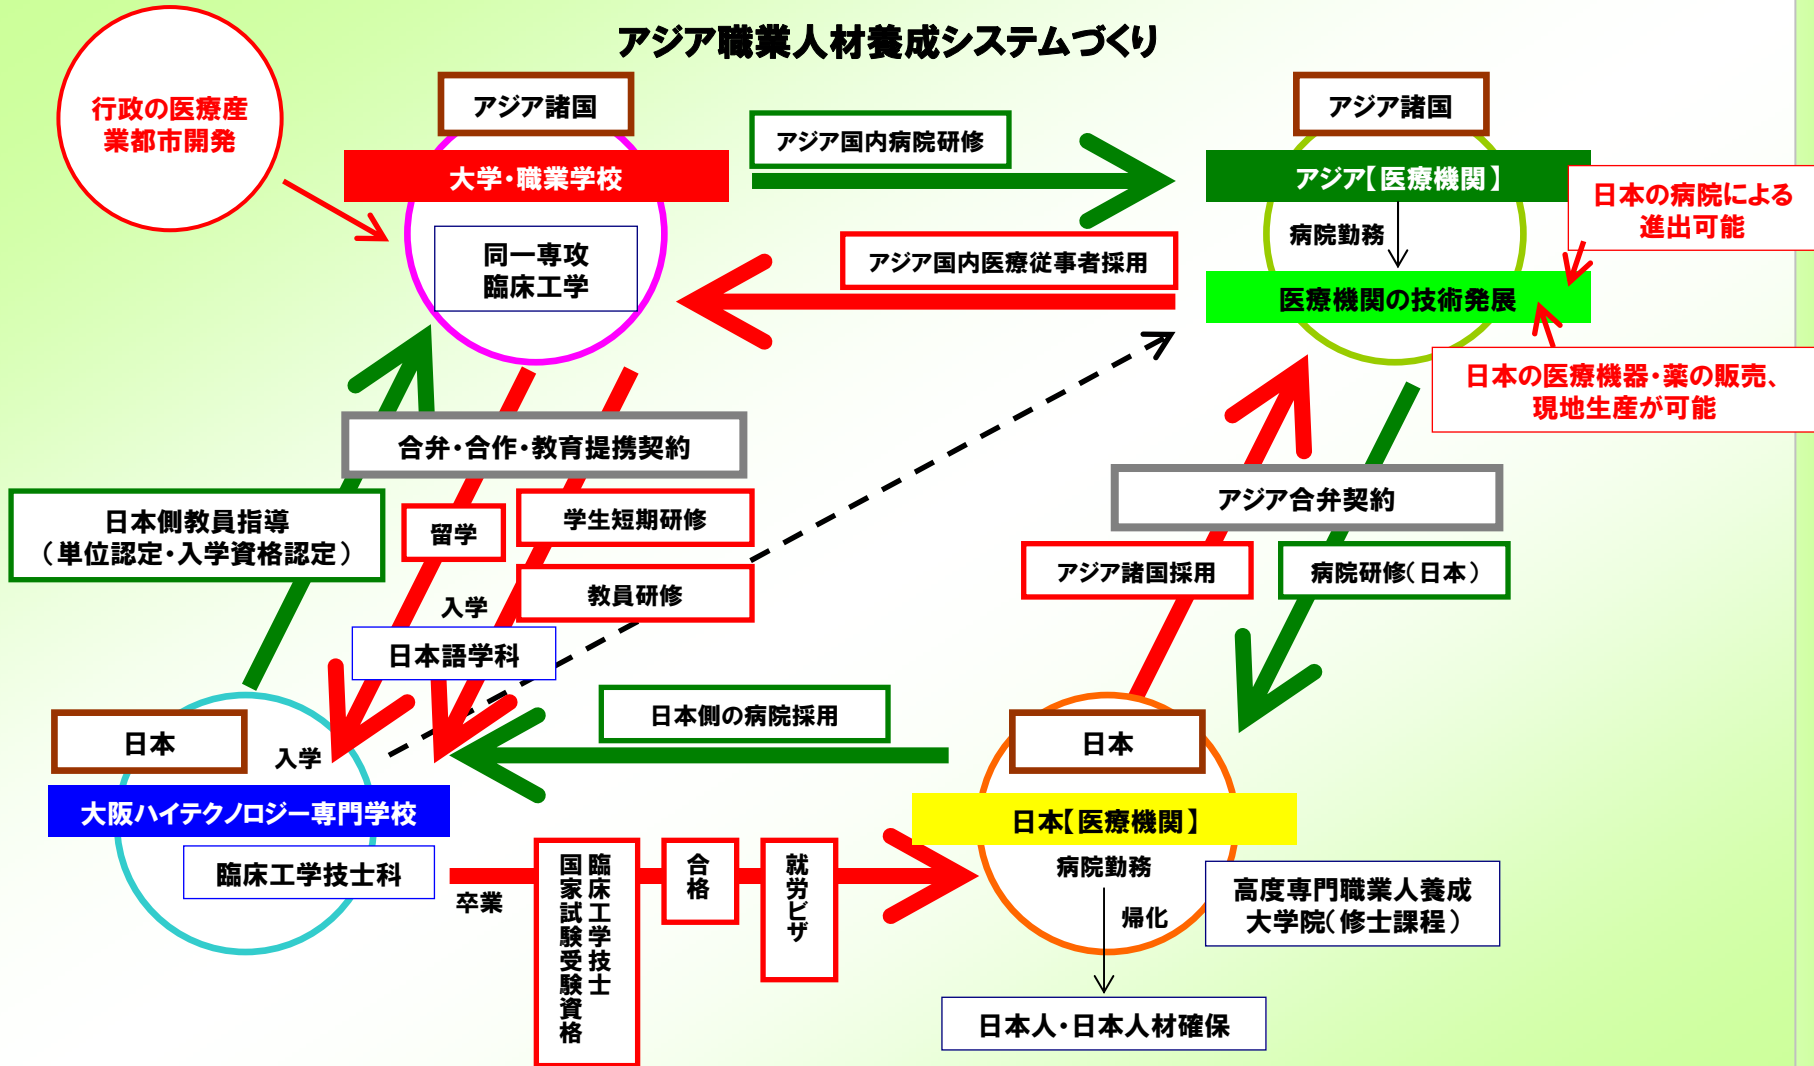 アジア職業人材養成システムづくり
行政の医療産
業都市開発
アジア諸国
大学・職業学校
同一専攻
臨床工学
アジア国内病院研修
アジア国内医療従事者採用
アジア諸国
アジア【医療機関】
病院勤務
医療機関の技術発展
日本の病院による
進出可能
日本の医療機器・薬の販売、
現地生産が可能
合弁・合作・教育提携契約
日本側教員指導
（単位認定・入学資格認定）
留学
学生短期研修
教員研修
入学
日本語学科
アジア合弁契約
アジア諸国採用
病院研修（日本）
日本
入学
大阪ハイテクノロジー専門学校
臨床工学技士科
日本側の病院採用
卒業
臨床工学技士
国家試験受験資格
合格
就労ビザ
日本
日本【医療機関】
病院勤務
帰化
高度専門職業人養成
大学院（修士課程）
日本人・日本人材確保